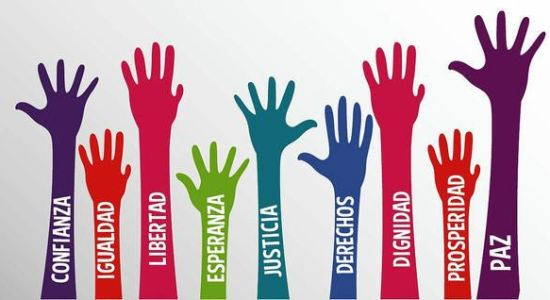 CONFIANZA
IGUALDAD
LIBERTAD
ESPERANZA
JUSTICIA
DERECHOS
DIGNIDAD
PROSPERIDAD
PAZ